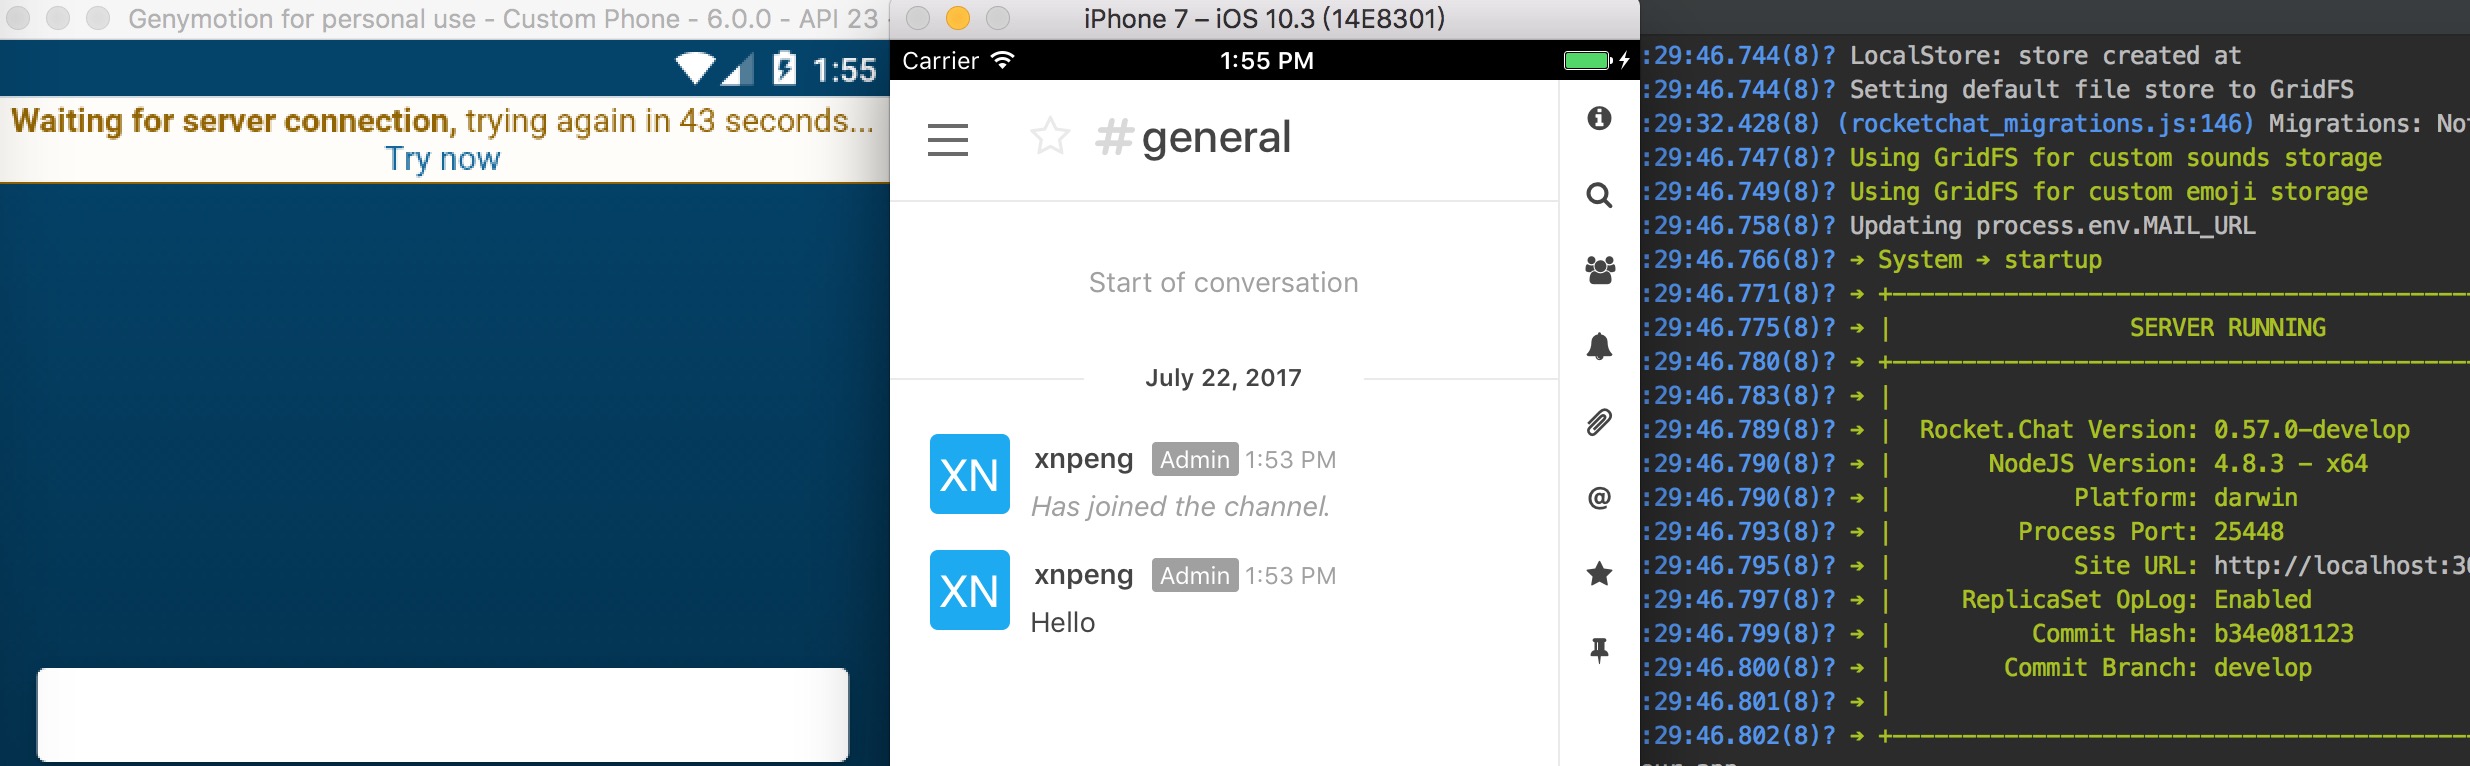 Genymotion for personal use - Custom Phone - 6.0.0 - API 23 -
1:55
Waiting for server connection, trying again in 43 seconds...
Try now
iPhone 7 – iOS 10.3 (14E8301)
Carrier
1:55 PM
#general
Start of conversation
July 22, 2017
XN
xnpeng Admin 1:53 PM
Has joined the channel.
XN
xnpeng Admin 1:53 PM
Hello
@
:29:46.744(8)? LocalStore: store created at
:29:46.744(8)? Setting default file store to GridFS
:29:32.428(8) (rocketchat_migrations.js:146) Migrations: No
:29:46.747(8)? Using GridFS for custom sounds storage
:29:46.749(8)? Using GridFS for custom emoji storage
:29:46.758(8)? Updating process.env.MAIL_URL
:29:46.766(8)? ➔ System ➔ startup
:29:46.771(8)? ➔ +--------------------------------------------
:29:46.775(8)? ➔ | SERVER RUNNING
:29:46.780(8)? ➔ +--------------------------------------------
:29:46.783(8)? ➔ |
:29:46.789(8)? ➔ | Rocket.Chat Version: 0.57.0-develop
:29:46.790(8)? ➔ | NodeJS Version: 4.8.3 - x64
:29:46.790(8)? ➔ | Platform: darwin
:29:46.793(8)? ➔ | Process Port: 25448
:29:46.795(8)? ➔ | Site URL: http://localhost:30
:29:46.797(8)? ➔ | ReplicaSet OpLog: Enabled
:29:46.799(8)? ➔ | Commit Hash: b34e081123
:29:46.800(8)? ➔ | Commit Branch: develop
:29:46.801(8)? ➔ |
:29:46.802(8)? ➔ +--------------------------------------------